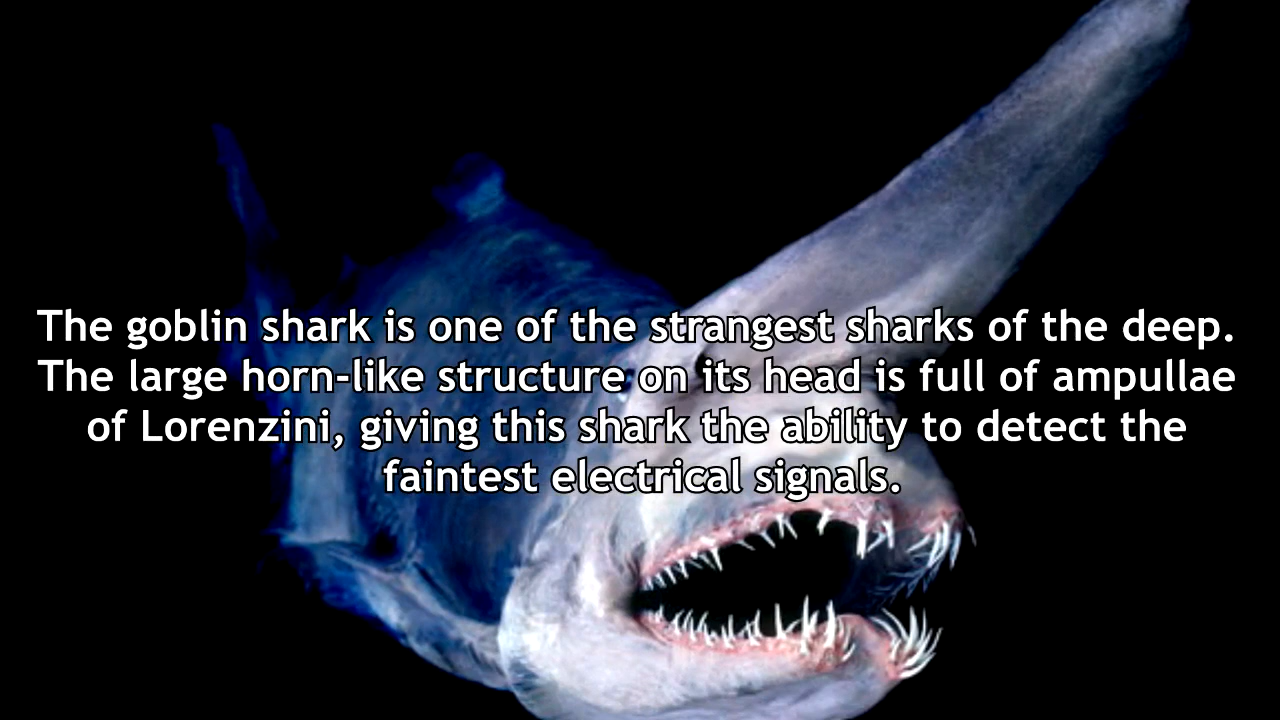 The goblin shark is one of the strangest sharks of the deep.
The large horn-like structure on its head is full of ampullae
of Lorenzini, giving this shark the ability to detect the
faintest electrical signals.